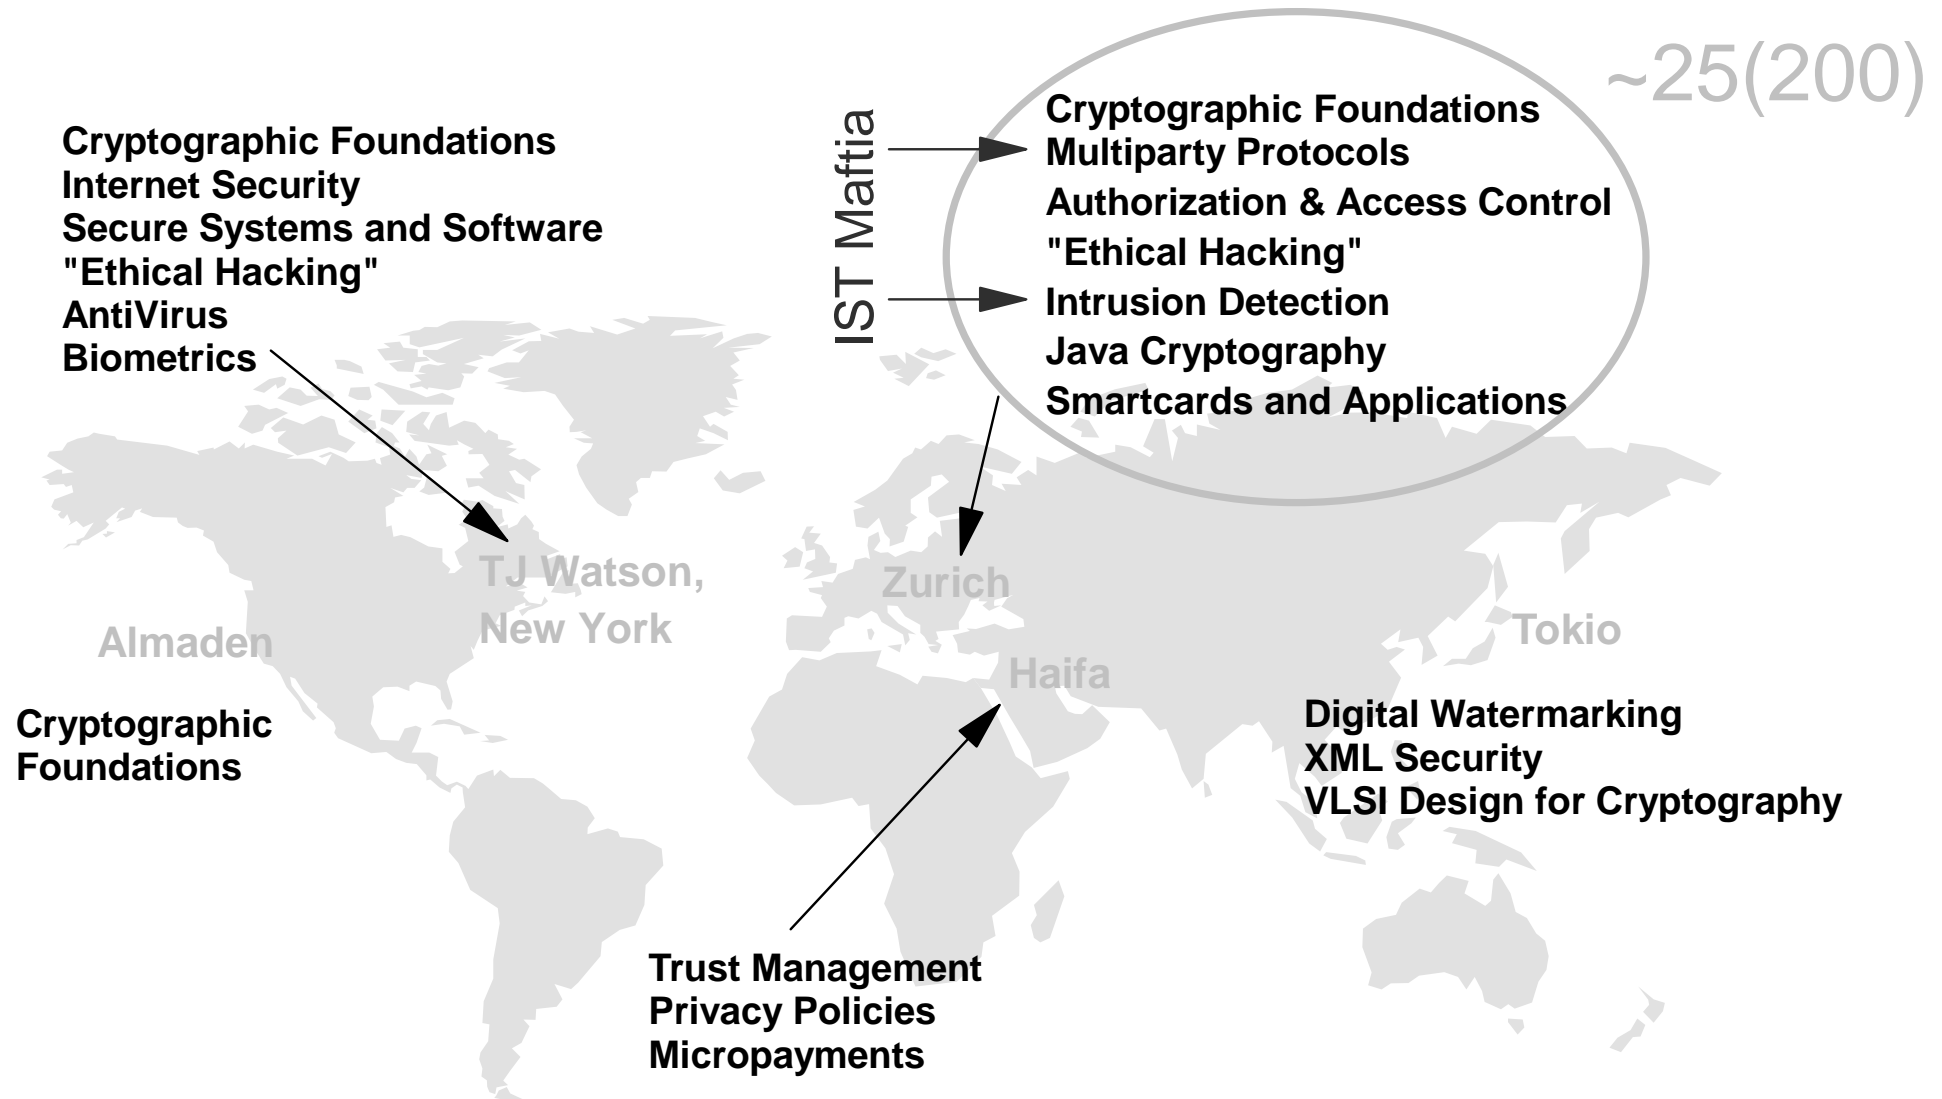 ~25(200)
Cryptographic Foundations
Internet Security
Secure Systems and Software
"Ethical Hacking"
AntiVirus
Biometrics
IST Maftia
Cryptographic Foundations
Multiparty Protocols
Authorization & Access Control
"Ethical Hacking"
Intrusion Detection
Java Cryptography
Smartcards and Applications
TJ Watson,
New York
Zurich
Almaden
Haifa
Tokio
Cryptographic
Foundations
Digital Watermarking
XML Security
VLSI Design for Cryptography
Trust Management
Privacy Policies
Micropayments